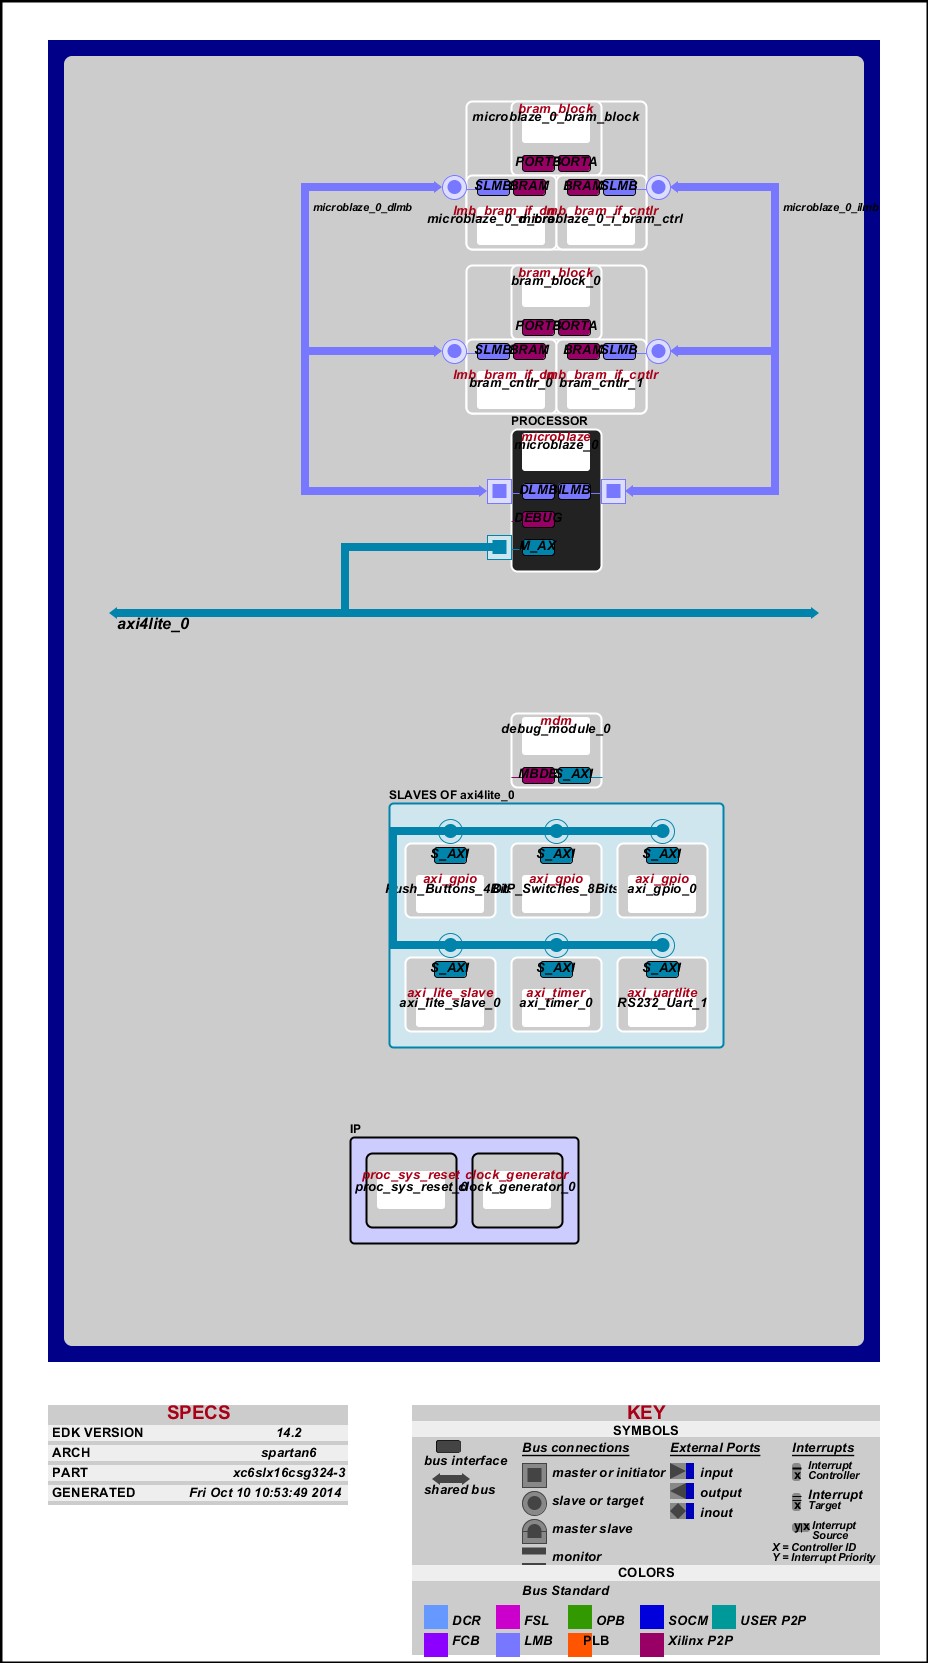 bram_block
microblaze_0_bram_block
PORTB PORTA
SLMB BRAM BRAM SLMB
microblaze_0_dlmb
microblaze_0_ilmb
lmb_bram_if_cntlr
microblaze_0_i_bram_ctrl
bram_block
bram_block_0
PORTB PORTA
SLMB BRAM BRAM SLMB
lmb_bram_if_cntlr
bram_cntlr_0 bram_cntlr_1
PROCESSOR
microblaze
microblaze_0
DLMB ILMB
DEBUG
M_AX
axi4lite_0
mdm
debug_module_0
MBDE S_AXI
SLAVES OF axi4lite_0
S_AXI S_AXI S_AXI
axi_gpio axi_gpio axi_gpio
Push_Buttons_4Bit DIP_Switches_8Bits axi_gpio_0
S_AXI S_AXI S_AXI
axi_lite_slave axi_timer axi_uartlite
axi_lite_slave_0 axi_timer_0 RS232_Uart_1
IP
proc_sys_reset clock_generator
proc_sys_reset_0 clock_generator_0
SPECS
EDK VERSION 14.2
ARCH spartan6
PART xc6slx16csg324-3
GENERATED Fri Oct 10 10:53:49 2014
KEY
SYMBOLS
bus interface
shared bus
Bus connections
master or initiator
slave or target
master slave
monitor
External Ports
input
output
inout
Interrupts
Interrupt
Controller
x
Interrupt
Target
x
Interrupt
Source
y|x
X = Controller ID
Y = Interrupt Priority
COLORS
Bus Standard
DCR FSL OPB SOCM USER P2P
FCB LMB PLB Xilinx P2P